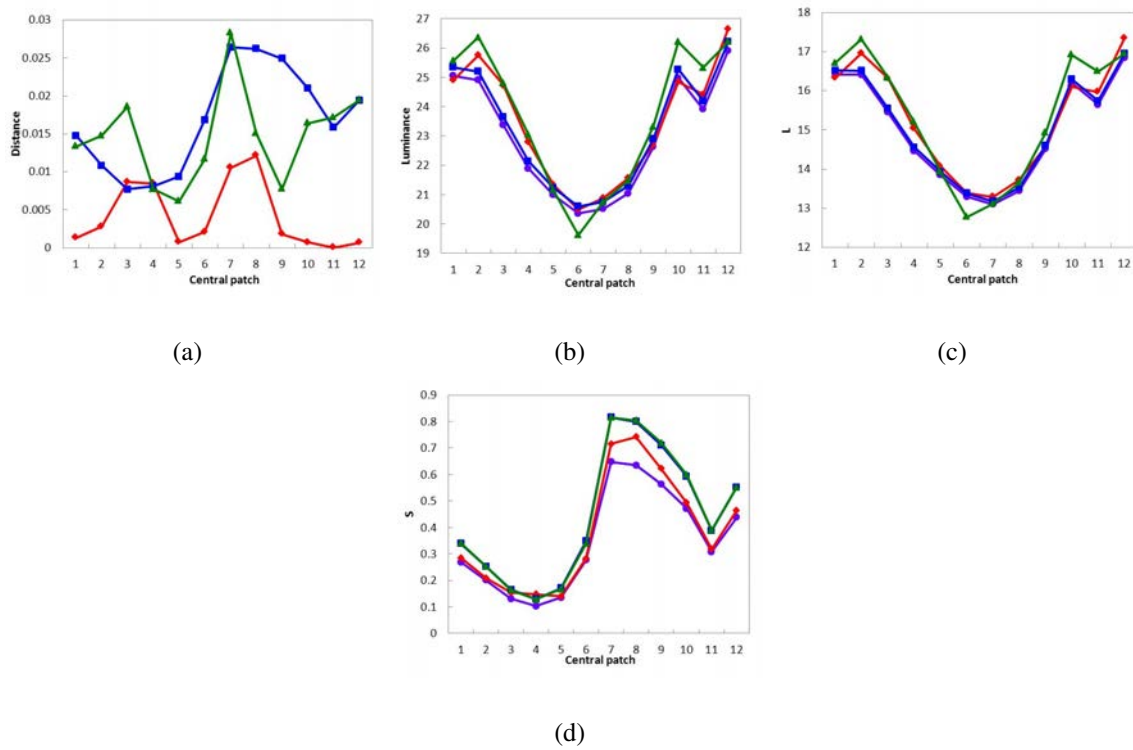 0.03
0.025
0.02
0.015
0.01
0.005
0
Distance
1 2 3 4 5 6 7 8 9 10 11 12
Central patch
(a)
27
26
25
24
23
22
21
20
19
Luminance
1 2 3 4 5 6 7 8 9 10 11 12
Central patch
(b)
18
17
16
15
14
13
12
L
1 2 3 4 5 6 7 8 9 10 11 12
Central patch
(c)
0.9
0.8
0.7
0.6
0.5
0.4
0.3
0.2
0.1
0
S
1 2 3 4 5 6 7 8 9 10 11 12
Central patch
(d)